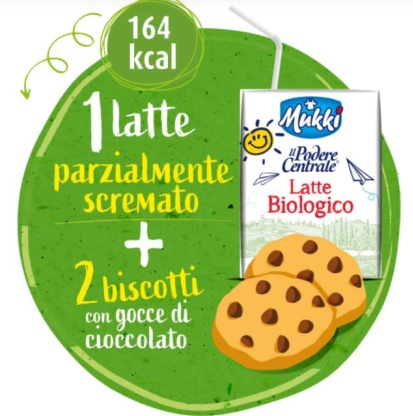 164
kcal
1 latte
parzialmente
scremato
+
2 biscotti
con gocce di
cioccolato
Mukki
Il Podere
Centrale
Latte
Biologico